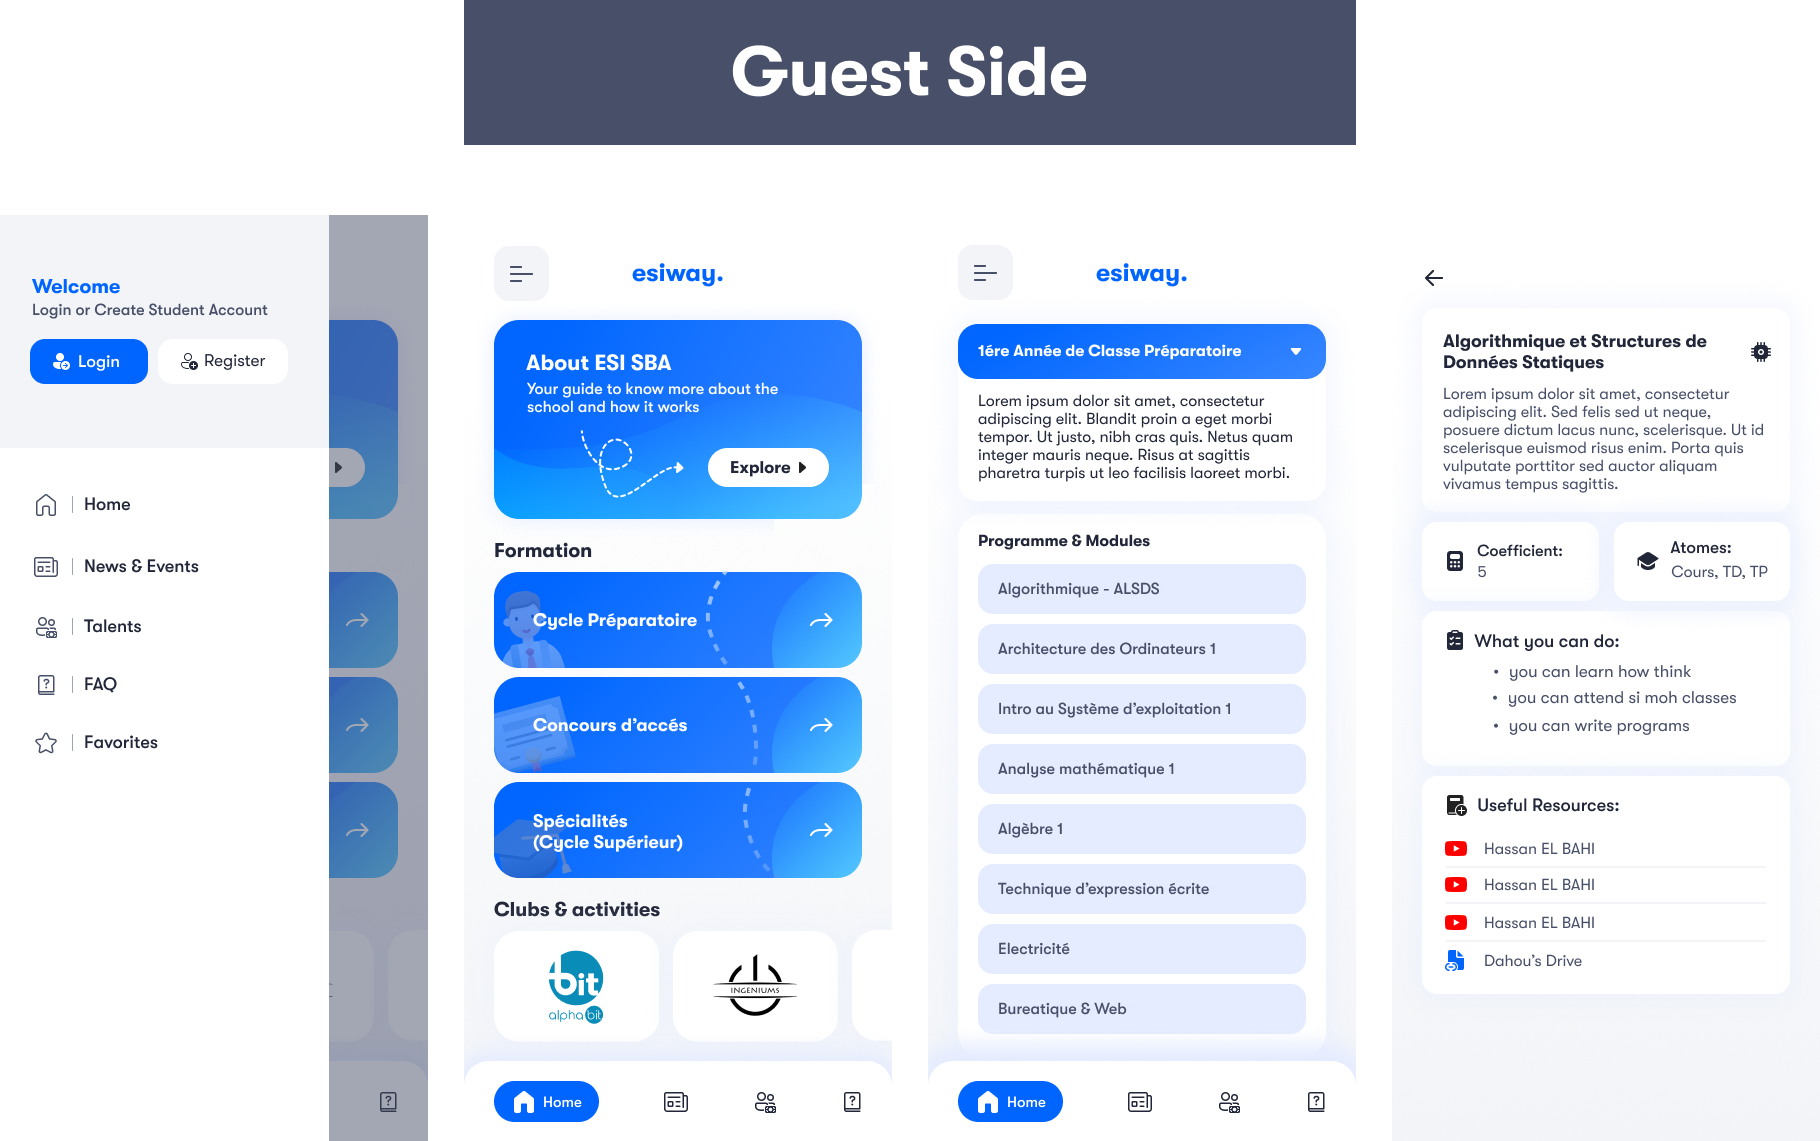 Guest Side
Welcome
Login or Create Student Account
Login
Register
Home
News & Events
Talents
FAQ
Favorites
esiway.
About ESI SBA
Your guide to know more about the
school and how it works
Explore
Formation
Cycle Préparatoire
Concours d'accés
Spécialités
(Cycle Supérieur)
Clubs & activities
bit
alphabit
INGENIUMS
Home
esiway.
1ére Année de Classe Préparatoire
Lorem ipsum dolor sit amet, consectetur
adipiscing elit. Blandit proin a eget morbi
tempor. Ut justo, nibh cras quis. Netus quam
integer mauris neque. Risus at sagittis
pharetra turpis ut leo facilisis laoreet morbi.
Programme & Modules
Algorithmique - ALSDS
Architecture des Ordinateurs 1
Intro au Système d'exploitation 1
Analyse mathématique 1
Algèbre 1
Technique d'expression écrite
Electricité
Bureatique & Web
Home
Algorithmique et Structures de
Données Statiques
Lorem ipsum dolor sit amet, consectetur
adipiscing elit. Sed felis sed ut neque,
posuere dictum lacus nunc, scelerisque. Ut id
scelerisque euismod risus enim. Porta quis
vulputate porttitor sed auctor aliquam
vivamus tempus sagittis.
Coefficient:
5
Atomes:
Cours, TD, TP
What you can do:
• you can learn how think
• you can attend si moh classes
• you can write programs
Useful Resources:
Hassan EL BAHI
Hassan EL BAHI
Hassan EL BAHI
Dahou's Drive